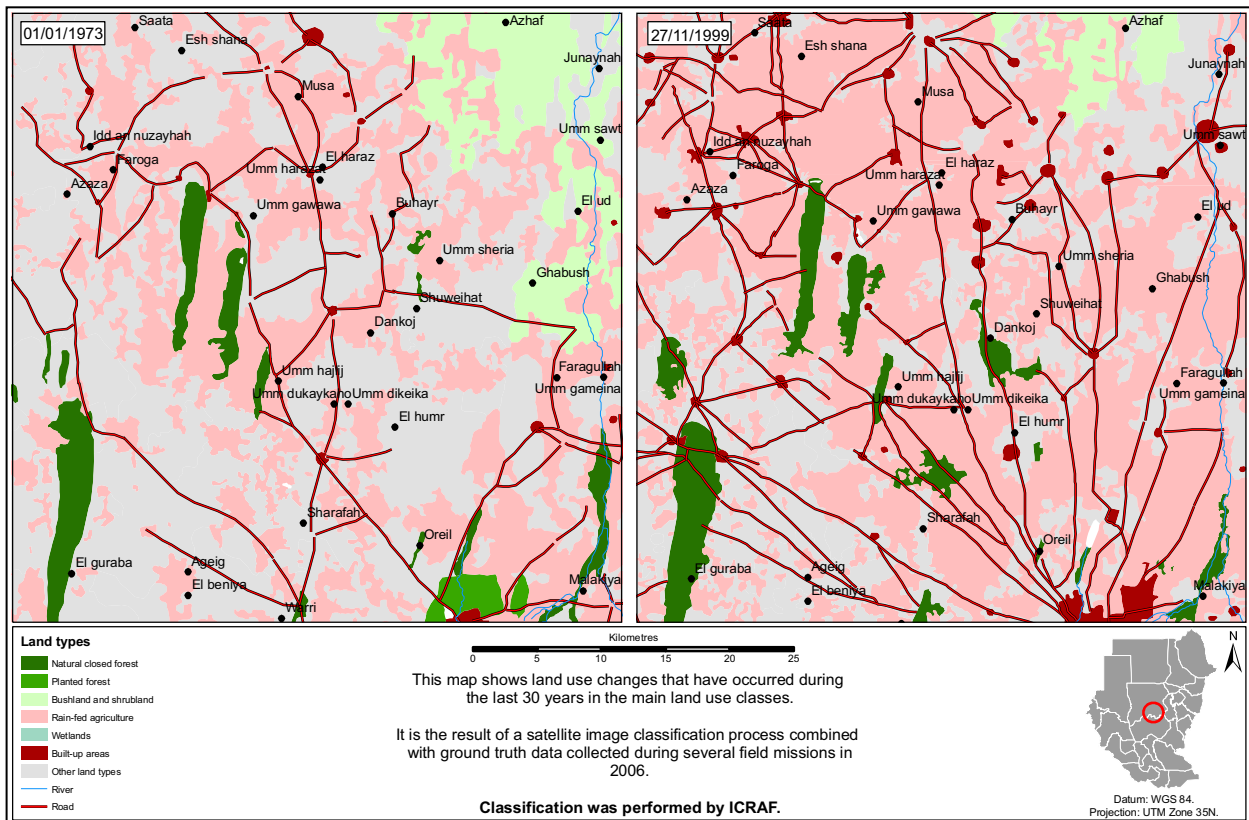 01/01/1973
Saata
Azhaf
Esh shana
Junaynah
Musa
Idd an nuzayhah
Umm sawt
Faroga
El haraz
Umm harazat
Azaza
Umm gawawa
Buhayr
El ud
Umm sheria
Ghabush
Shuweihat
Dankoj
Umm hajlij
Faragullah
Umm gameina
Umm dukaykaho
Umm dikeika
El humr
Sharafah
Oreil
El guraba
Ageig
El beniya
Malakiya
Warri
27/11/1999
Saata
Azhaf
Esh shana
Junaynah
Musa
Idd an nuzayhah
Umm sawt
Faroga
El haraz
Umm harazat
Azaza
Umm gawawa
Buhayr
El ud
Umm sheria
Ghabush
Shuweihat
Dankoj
Umm hajlij
Faragullah
Umm gameina
Umm dukaykaho
Umm dikeika
El humr
Sharafah
Oreil
El guraba
Ageig
El beniya
Malakiya
Land types
Natural closed forest
Planted forest
Bushland and shrubland
Rain-fed agriculture
Wetlands
Built-up areas
Other land types
River
Road
Kilometres
0 5 10 15 20 25
This map shows land use changes that have occurred during
the last 30 years in the main land use classes.
It is the result of a satellite image classification process combined
with ground truth data collected during several field missions in
2006.
Classification was performed by ICRAF.
N
Datum: WGS 84.
Projection: UTM Zone 35N.